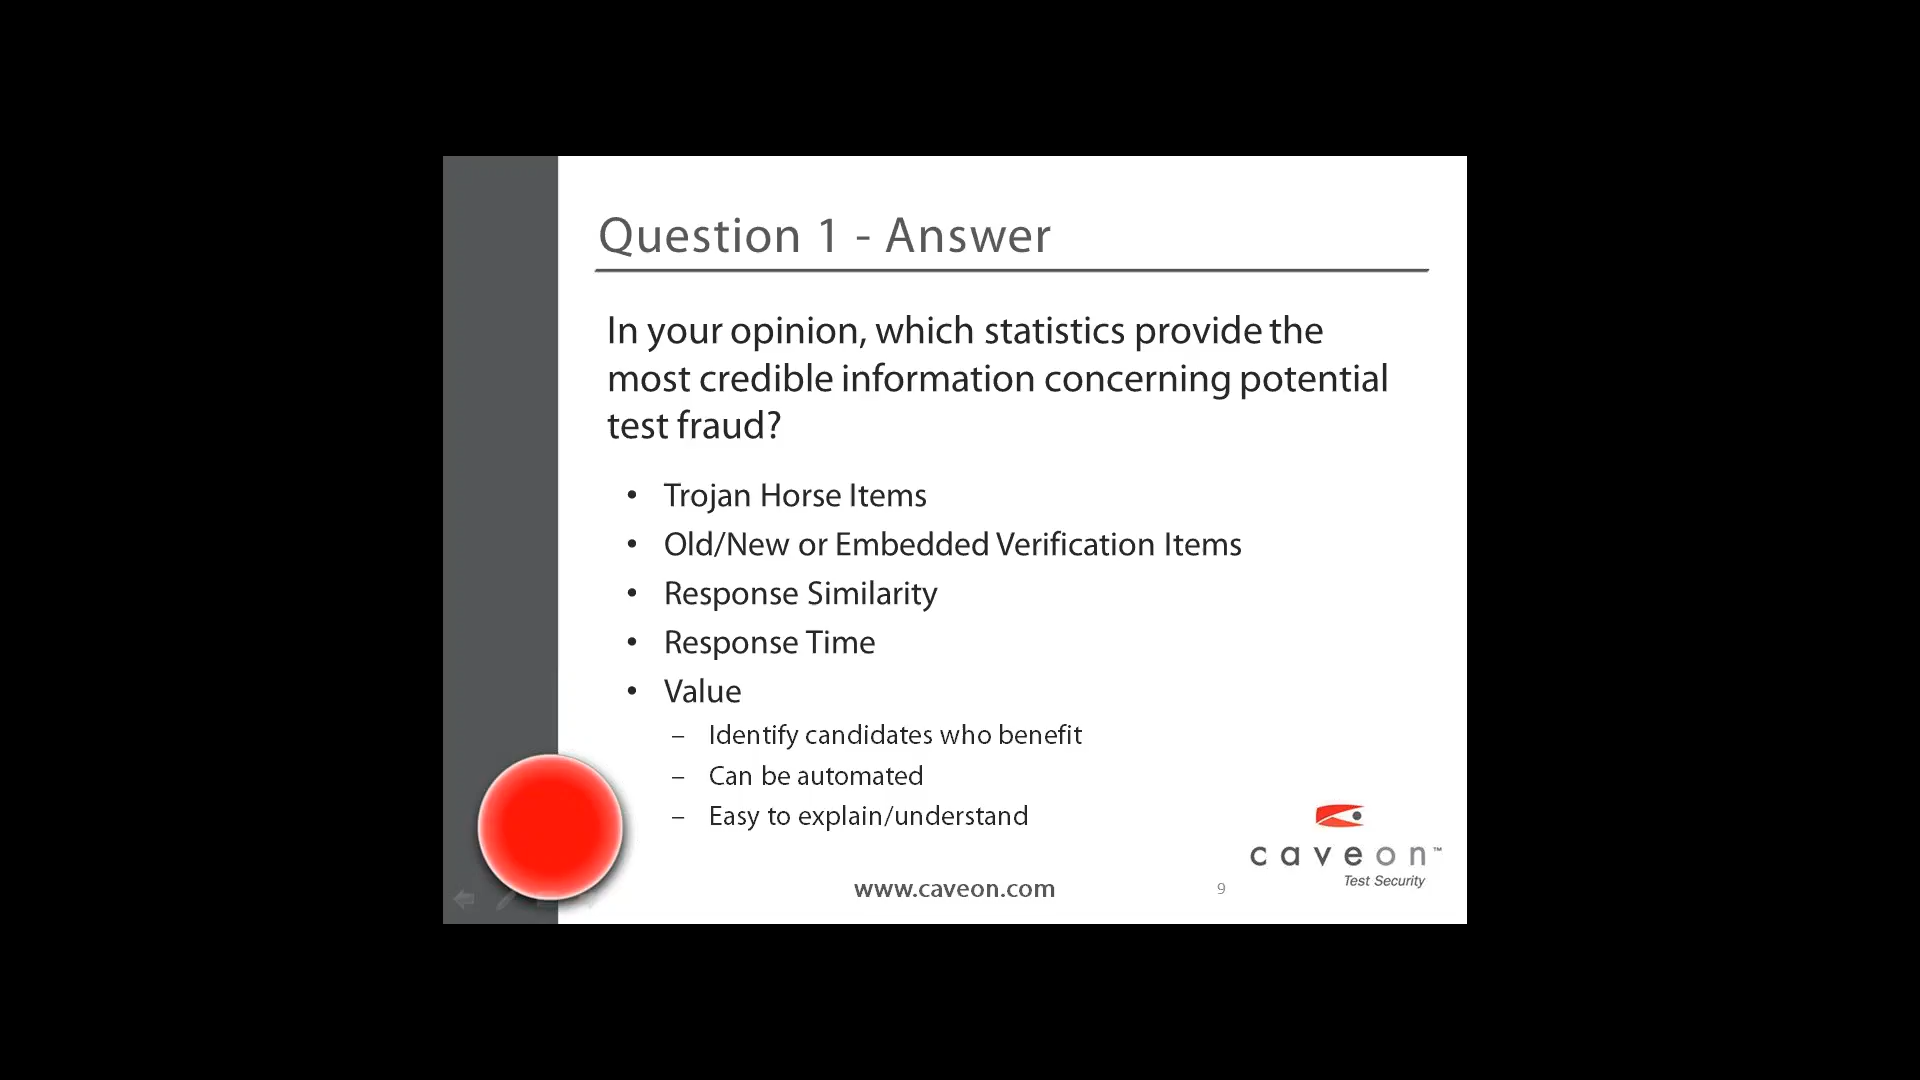 Question 1 - Answer
In your opinion, which statistics provide the
most credible information concerning potential
test fraud?
• Trojan Horse Items
• Old/New or Embedded Verification Items
• Response Similarity
• Response Time
• Value
– Identify candidates who benefit
– Can be automated
– Easy to explain/understand
caveon™
Test Security
www.caveon.com
9